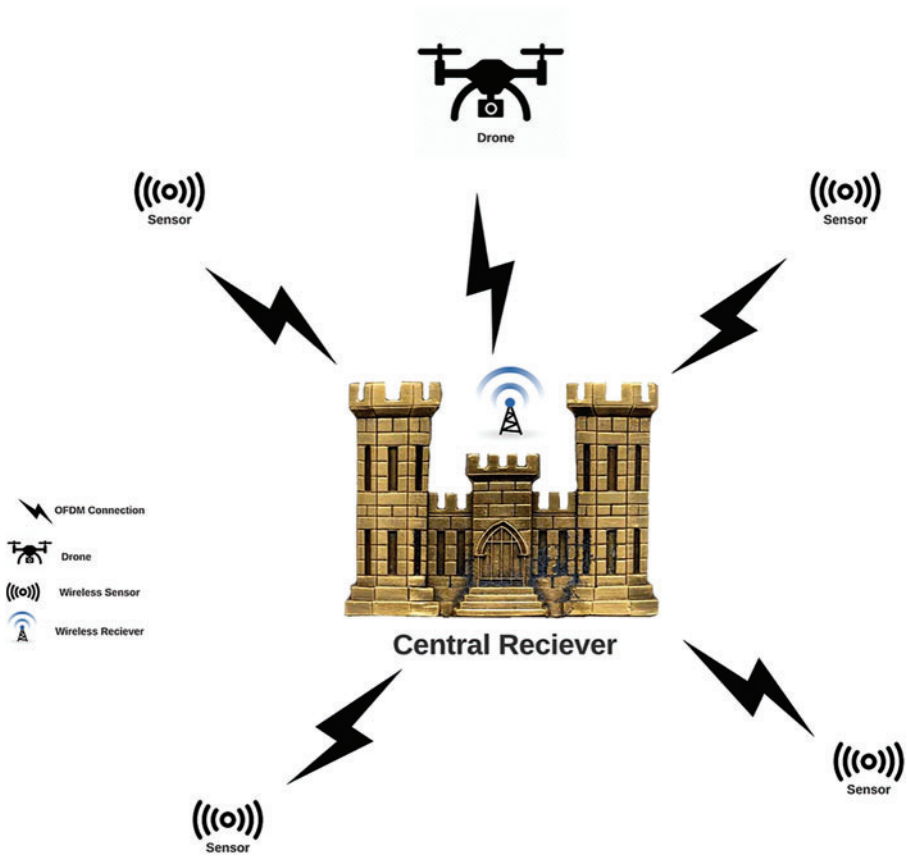 Drone
Sensor
Sensor
OFDM Connection
Drone
Wireless Sensor
Wireless Reciever
Central Reciever
Sensor
Sensor